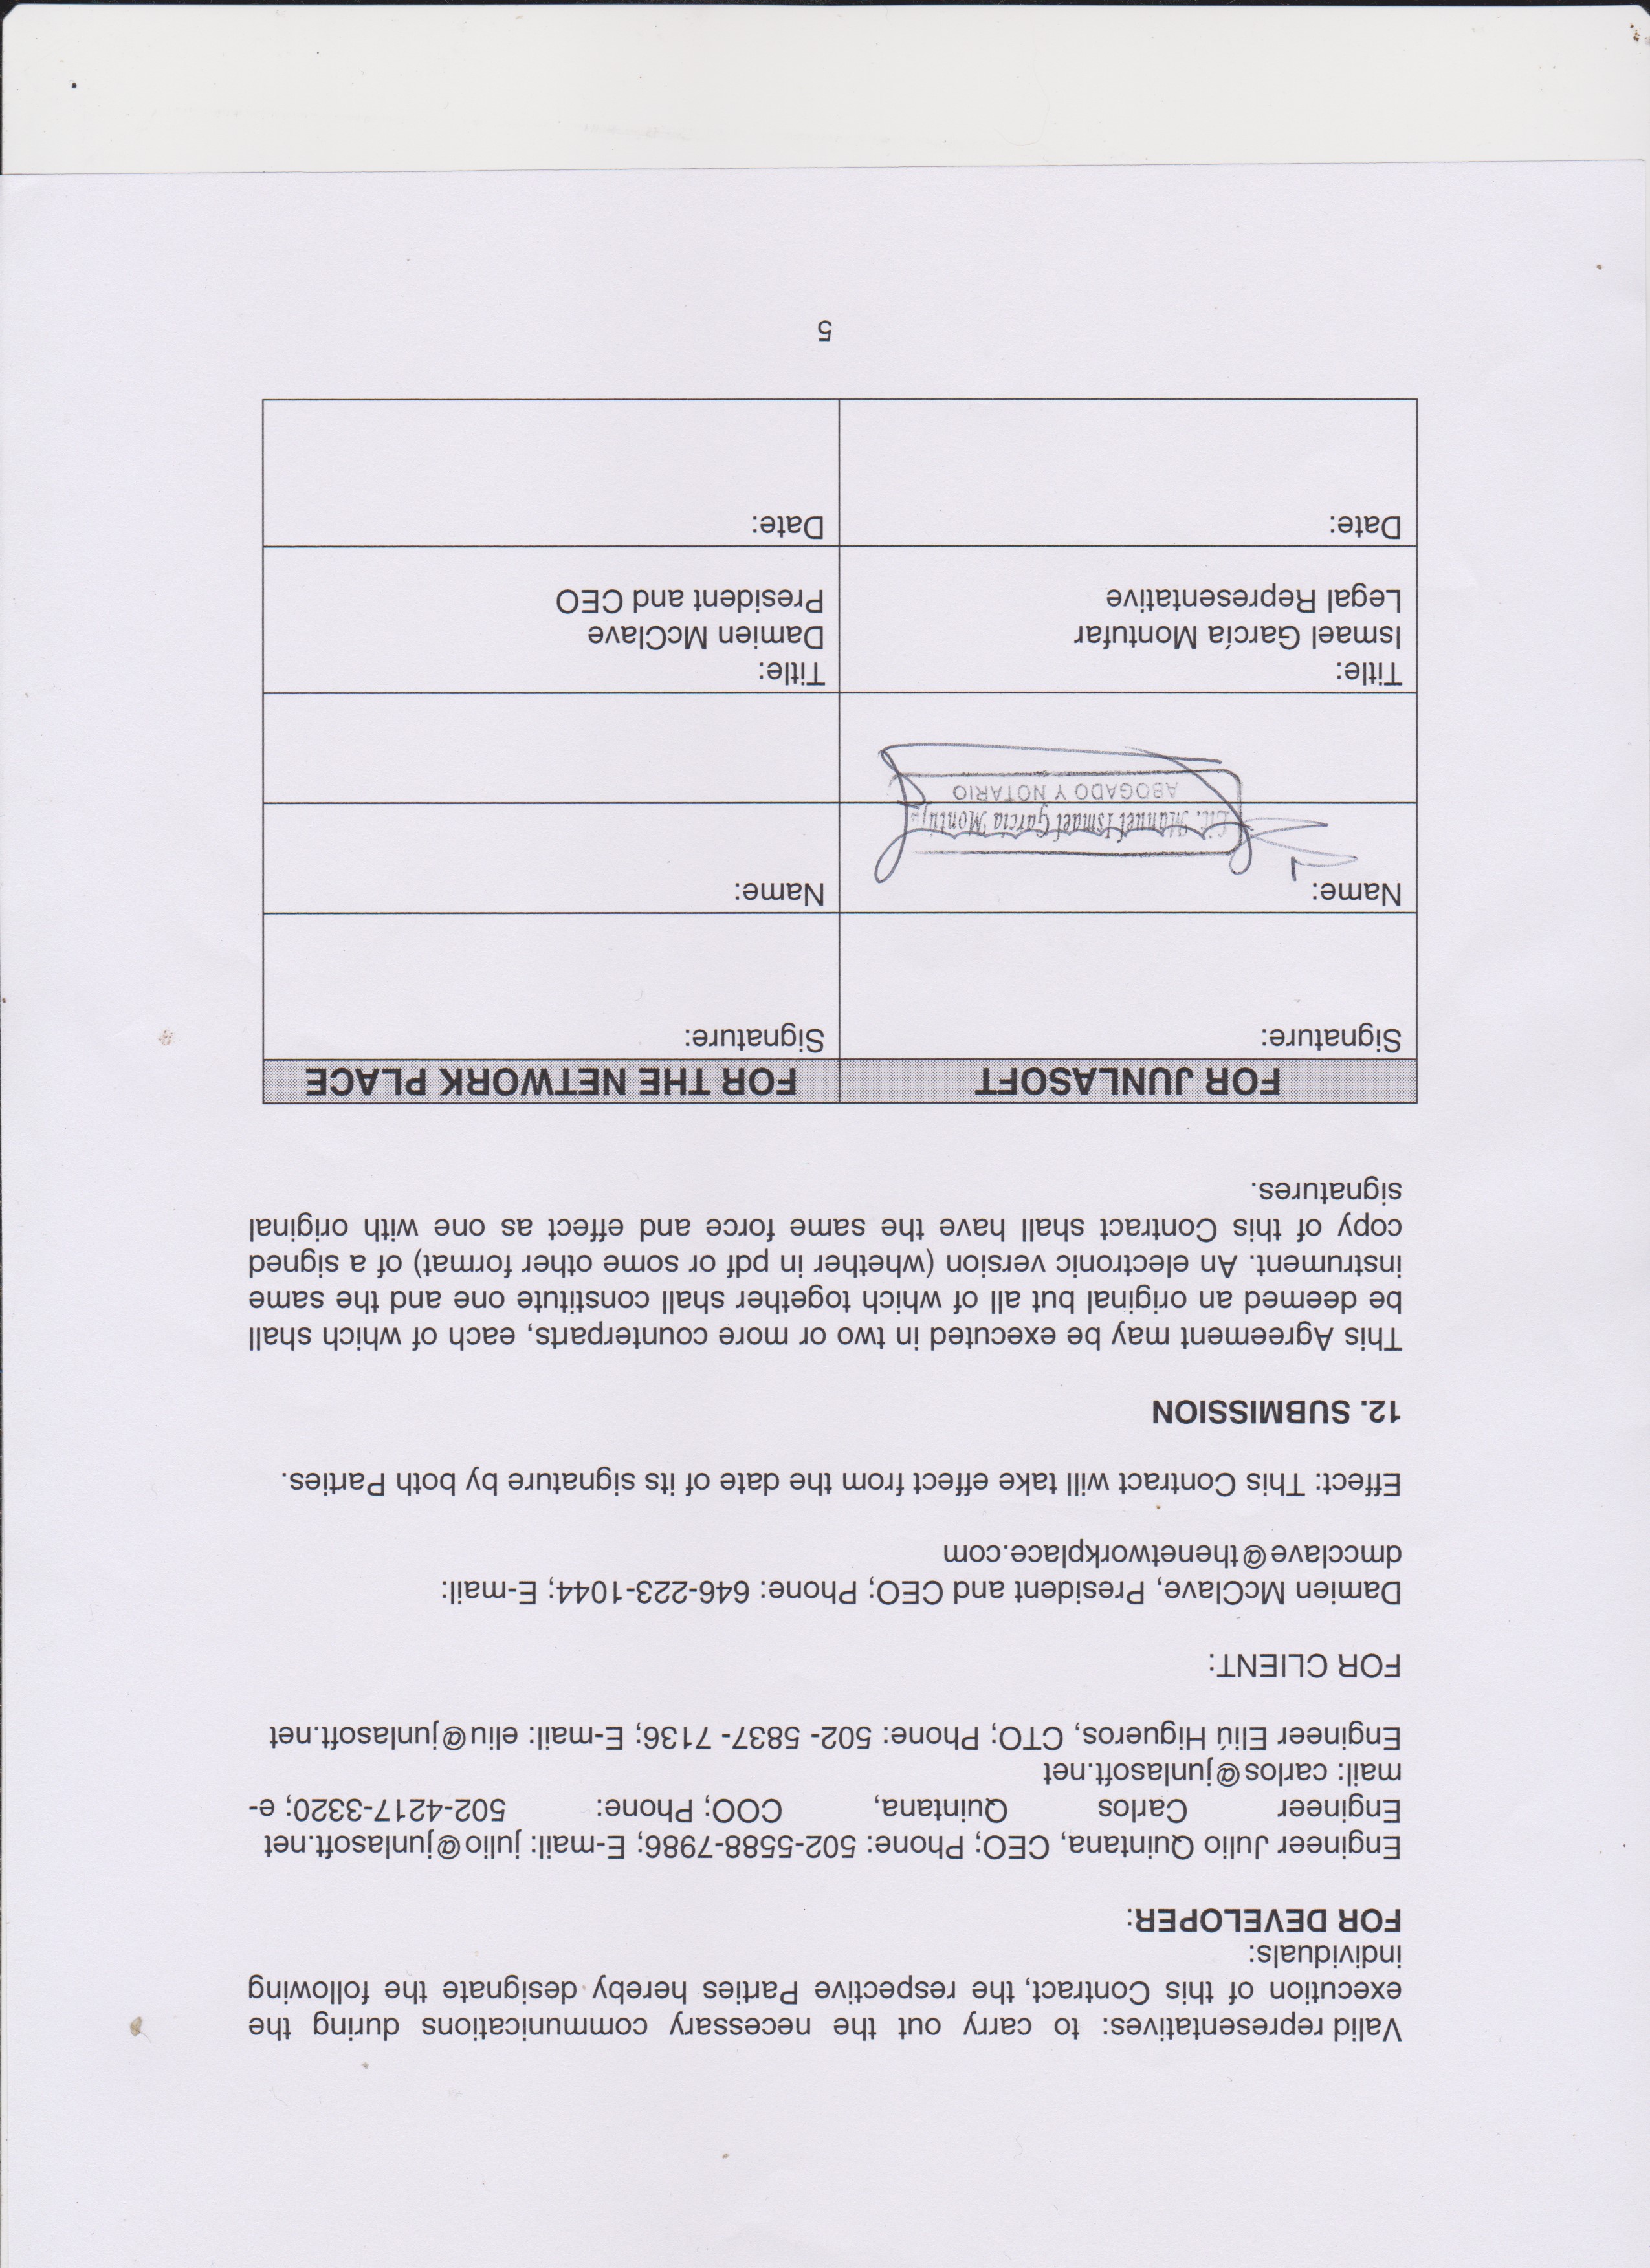 Valid representatives: to carry out the necessary communications during the
execution of this Contract, the respective Parties hereby designate the following
individuals:
FOR DEVELOPER:
Engineer Julio Quintana, CEO; Phone: 502-5588-7986; E-mail: julio@junlasoft.net
Engineer Carlos Quintana, COO; Phone: 502-4217-3320; e-
mail: carlos@junlasoft.net
Engineer Eliú Higueros, CTO; Phone: 502- 5837- 7136; E-mail: eliu@junlasoft.net
FOR CLIENT:
Damien McClave, President and CEO; Phone: 646-223-1044; E-mail:
dmcclave@thenetworkplace.com
Effect: This Contract will take effect from the date of its signature by both Parties.
12. SUBMISSION
This Agreement may be executed in two or more counterparts, each of which shall
be deemed an original but all of which together shall constitute one and the same
instrument. An electronic version (whether in pdf or some other format) of a signed
copy of this Contract shall have the same force and effect as one with original
signatures.
FOR JUNLASOFT FOR THE NETWORK PLACE
Signature: Signature:
Name: Name:
Lic. Manuel Ismael García
ABOGADO Y NOTARIO
Title: Title:
Ismael García Montufar Damien McClave
Legal Representative President and CEO
Date: Date:
5